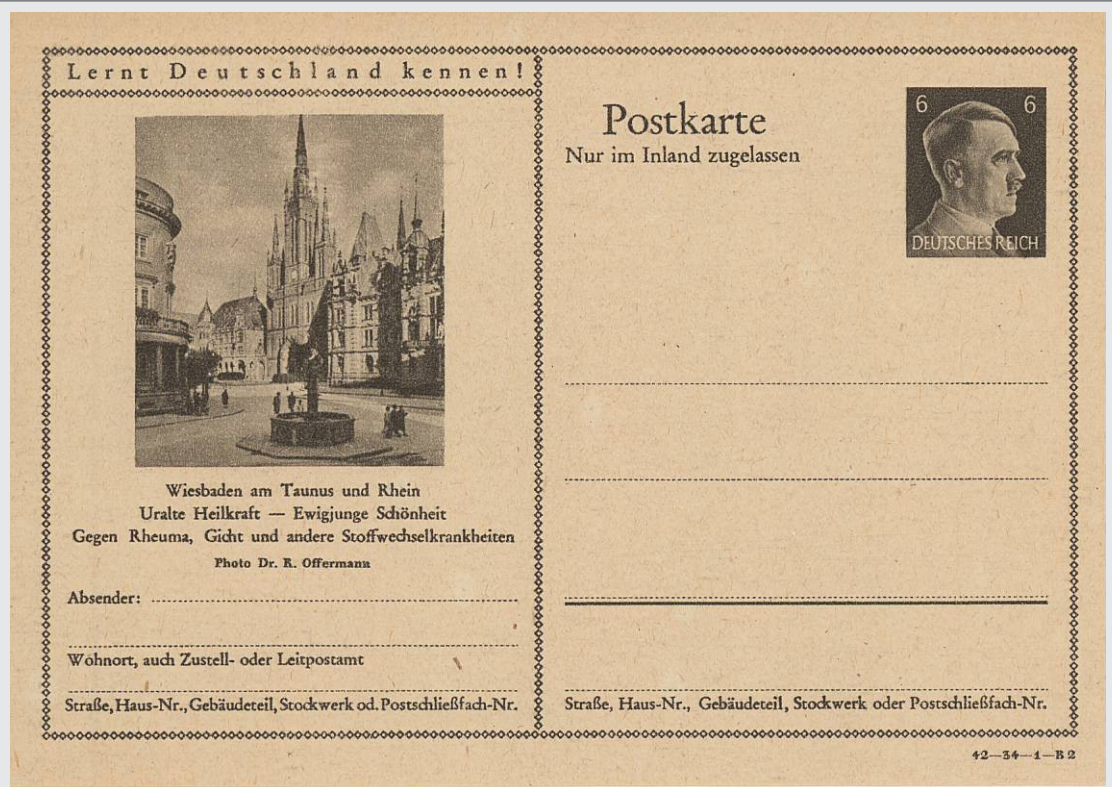 Lernt Deutschland kennen!
Wiesbaden am Taunus und Rhein
Uralte Heilkraft — Ewigjunge Schönheit
Gegen Rheuma, Gicht und andere Stoffwechselkrankheiten
Photo Dr. R. Offermann
Absender:
Wohnort, auch Zustell- oder Leitpostamt
Straße, Haus-Nr., Gebäudeteil, Stockwerk od. Postschließfach-Nr.
Postkarte
Nur im Inland zugelassen
6 6
DEUTSCHES REICH
Straße, Haus-Nr., Gebäudeteil, Stockwerk oder Postschließfach-Nr.
42—34—1—B 2